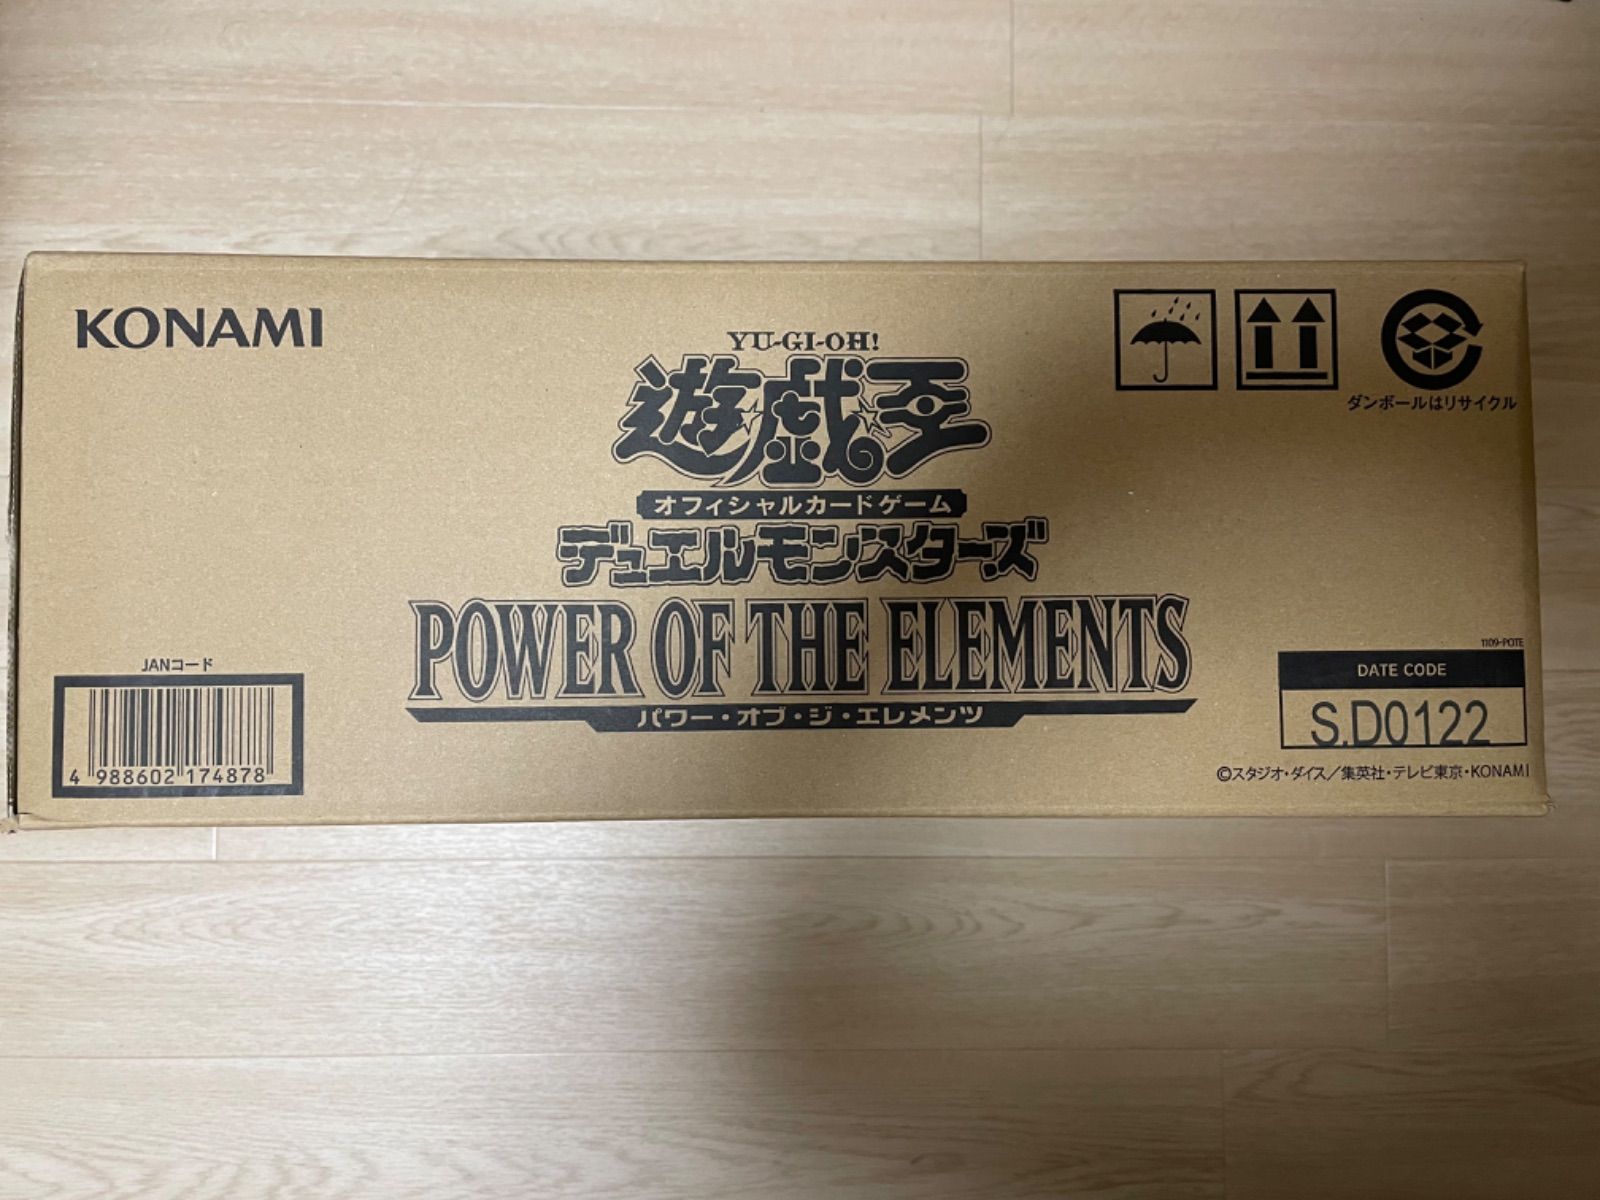 KONAMI
YU-GI-OH!
遊戯王
オフィシャルカードゲーム
デュエルモンスターズ
POWER OF THE ELEMENTS
パワー・オブ・ジ・エレメンツ
ダンボールはリサイクル
JANコード
4 988602 174878
1109-POTE
DATE CODE
S.D0122
©スタジオ・ダイス/集英社・テレビ東京・KONAMI